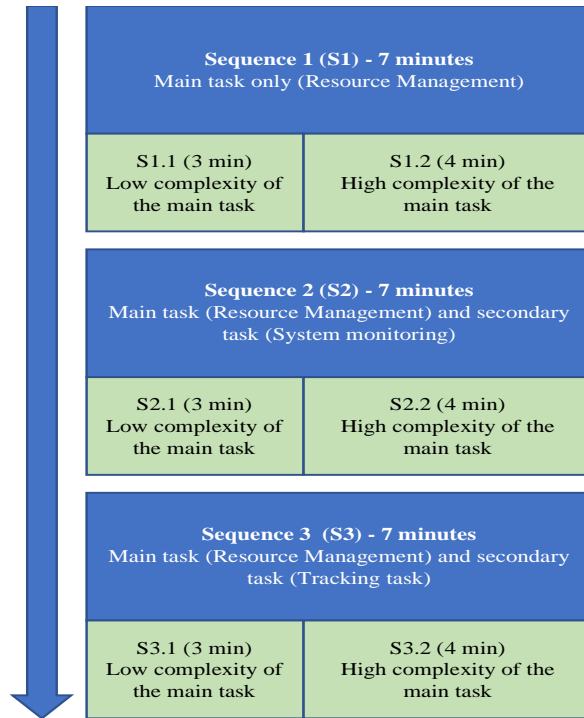 Sequence 1 (S1) - 7 minutes
Main task only (Resource Management)
S1.1 (3 min)
Low complexity of
the main task
S1.2 (4 min)
High complexity of the
main task
Sequence 2 (S2) - 7 minutes
Main task (Resource Management) and secondary
task (System monitoring)
S2.1 (3 min)
Low complexity of
the main task
S2.2 (4 min)
High complexity of the
main task
Sequence 3 (S3) - 7 minutes
Main task (Resource Management) and secondary
task (Tracking task)
S3.1 (3 min)
Low complexity of
the main task
S3.2 (4 min)
High complexity of the
main task